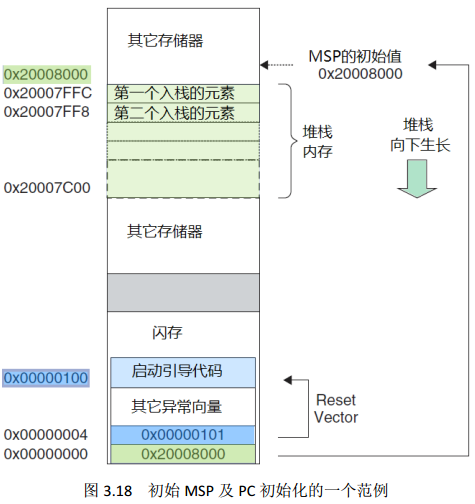 其它存储器
MSP的初始值
0x20008000
0x20008000
0x20007FFC
第一个入栈的元素
0x20007FF8
第二个入栈的元素
堆栈
内存
堆栈
向下生长
0x20007C00
其它存储器
闪存
0x00000100
启动引导代码
其它异常向量
Reset
Vector
0x00000004
0x00000101
0x00000000
0x20008000
图 3.18 初始 MSP 及 PC 初始化的一个范例